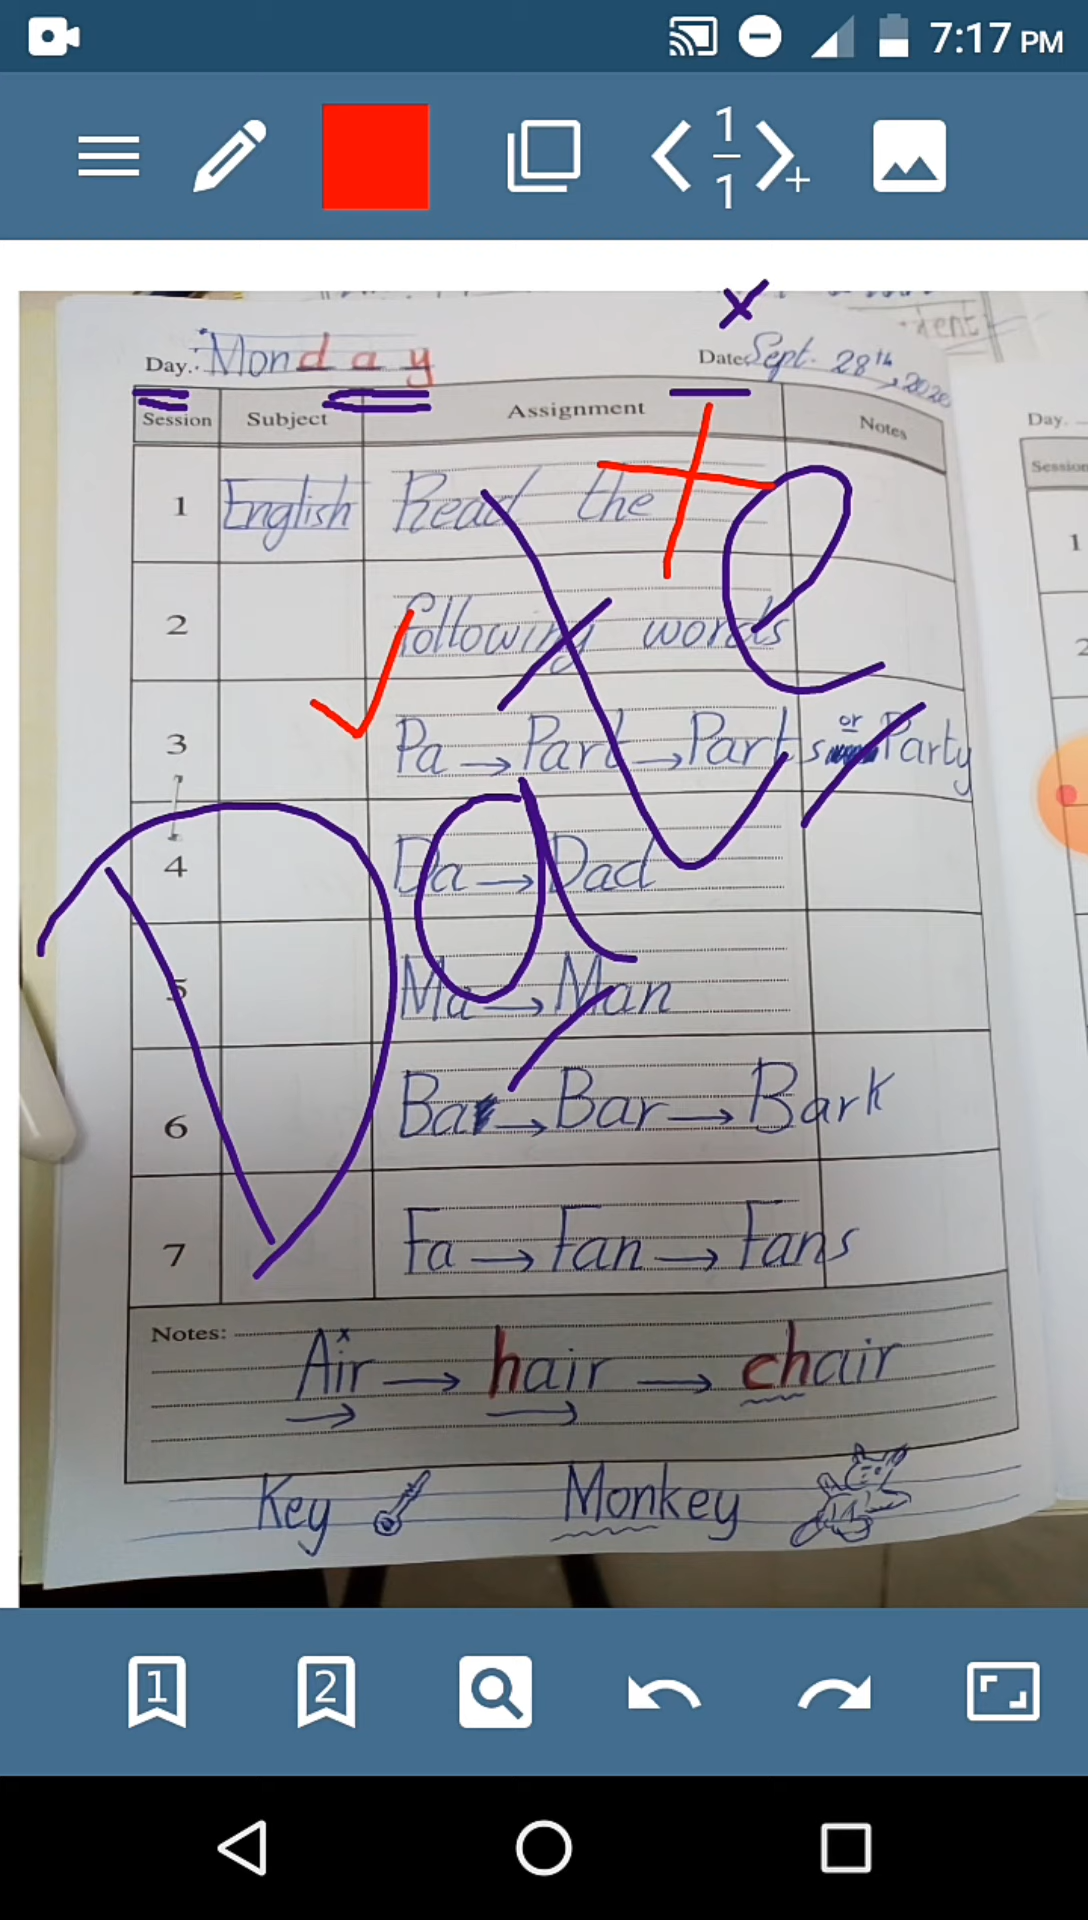 7:17 PM
1
1
dent
Day. Monday
Date: Sept. 28th, 2020
Session Subject Assignment Notes
1 English Read the
2 following words
3 Pa → Part → Parts or Party
4 Da → Dad
5 Ma → Man
6 Ba → Bar → Bark
7 Fa → Fan → Fans
Notes:
Air → hair → chair
Key Monkey
Day.
Session
1
2
Date
1 2